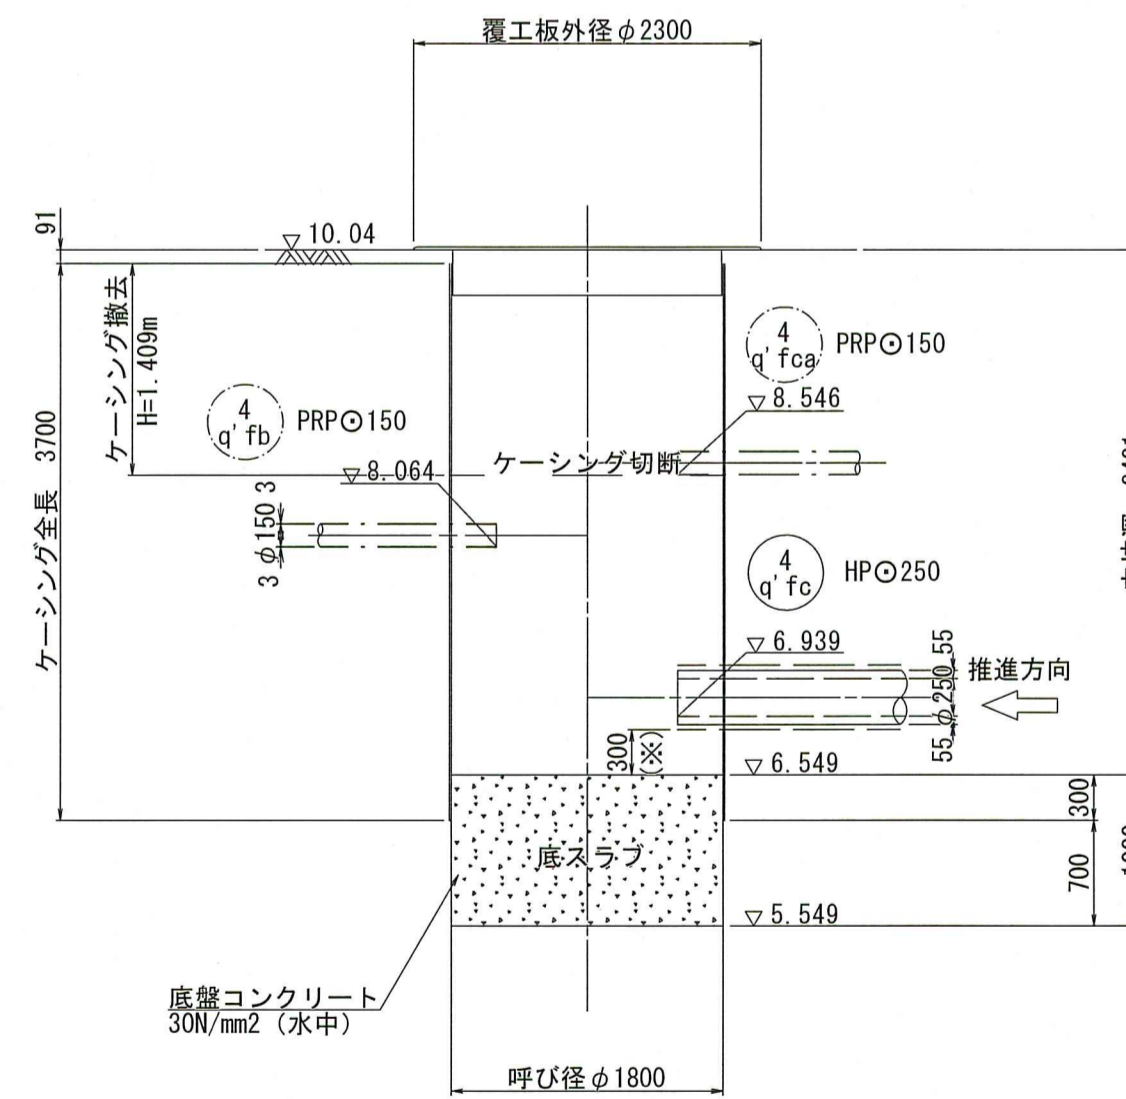 覆工板外径φ2300
91
▽ 10.04
ケーシング撤去
H=1.409m
ケーシング全長 3700
4
q'fb
PRP⊙150
4
q'fca
PRP⊙150
▽ 8.546
ケーシング切断
▽ 8.064
3 φ150 3
4
q'fc
HP⊙250
▽ 6.939
55 φ250 55
推進方向
300
(※)
▽ 6.549
300
700
底スラブ
▽ 5.549
底盤コンクリート
30N/mm2 (水中)
呼び径φ1800